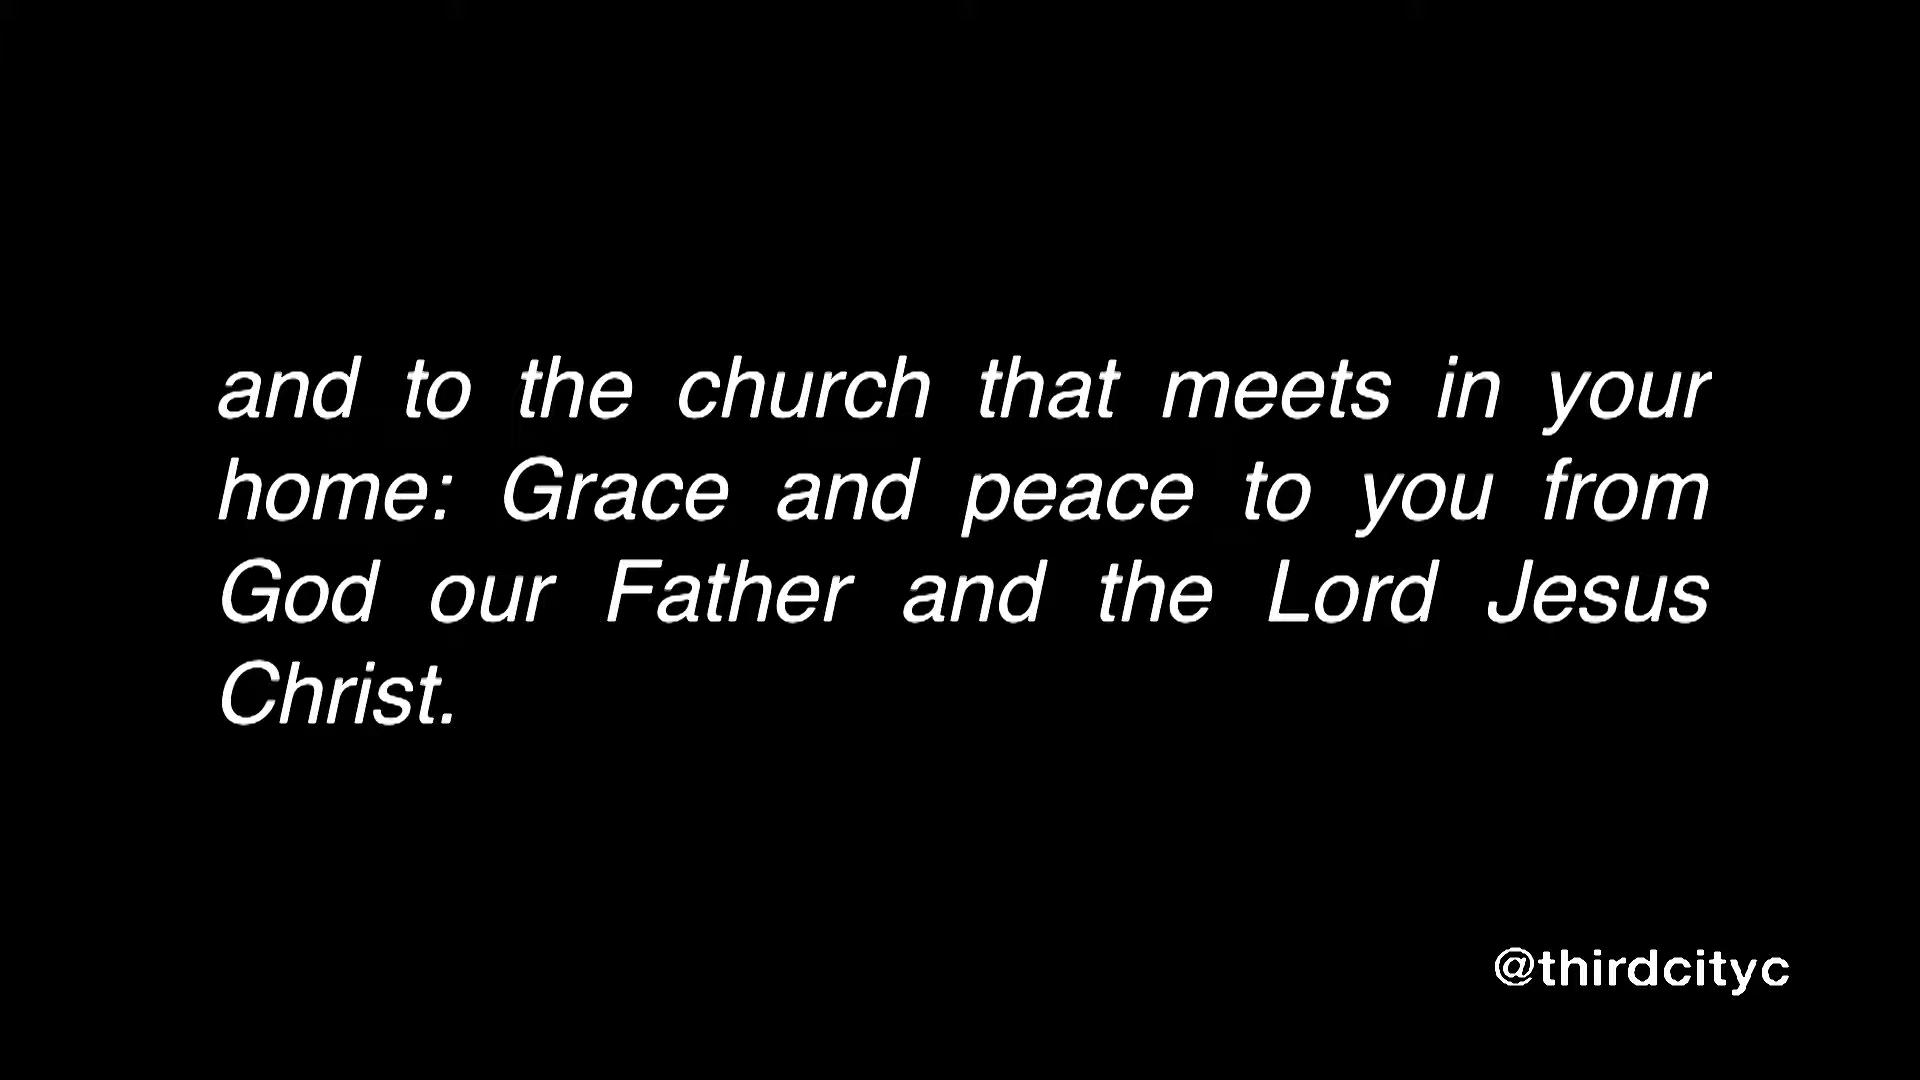 and to the church that meets in your
home: Grace and peace to you from
God our Father and the Lord Jesus
Christ.
@thirdcityc